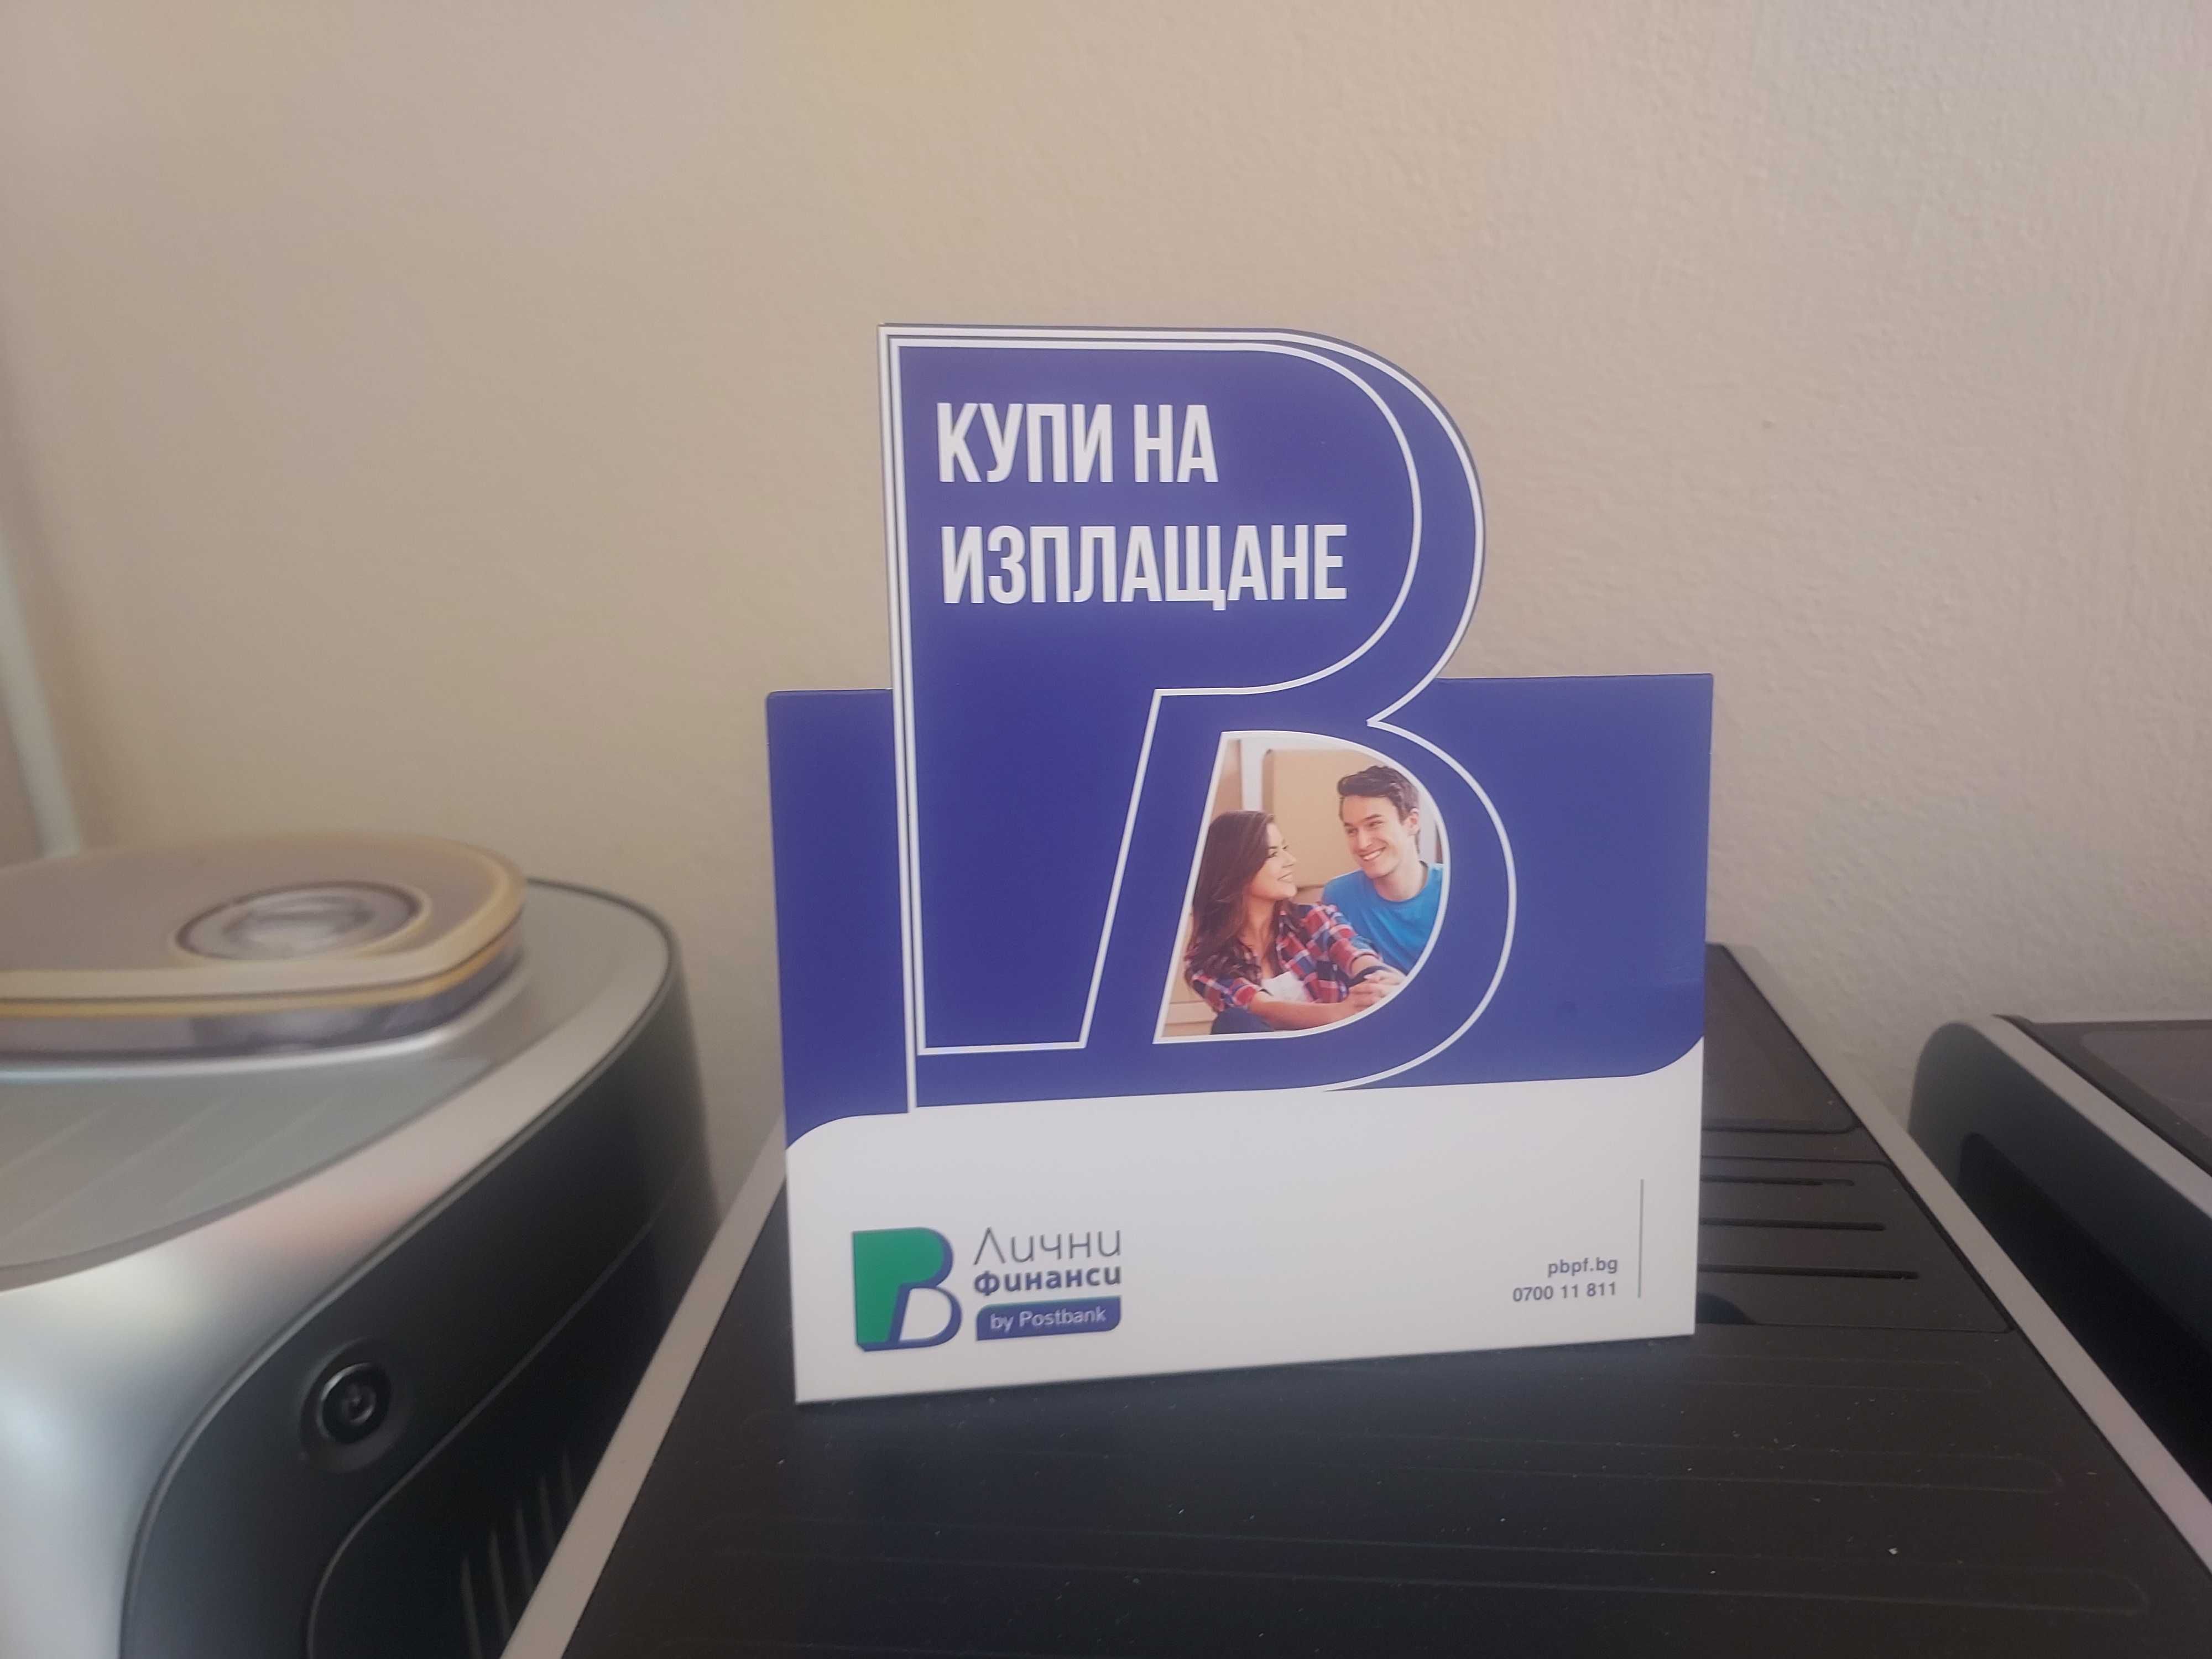 КУПИ НА
ИЗПЛАЩАНЕ
Лични
финанси
by Postbank
pbpf.bg
0700 11 811